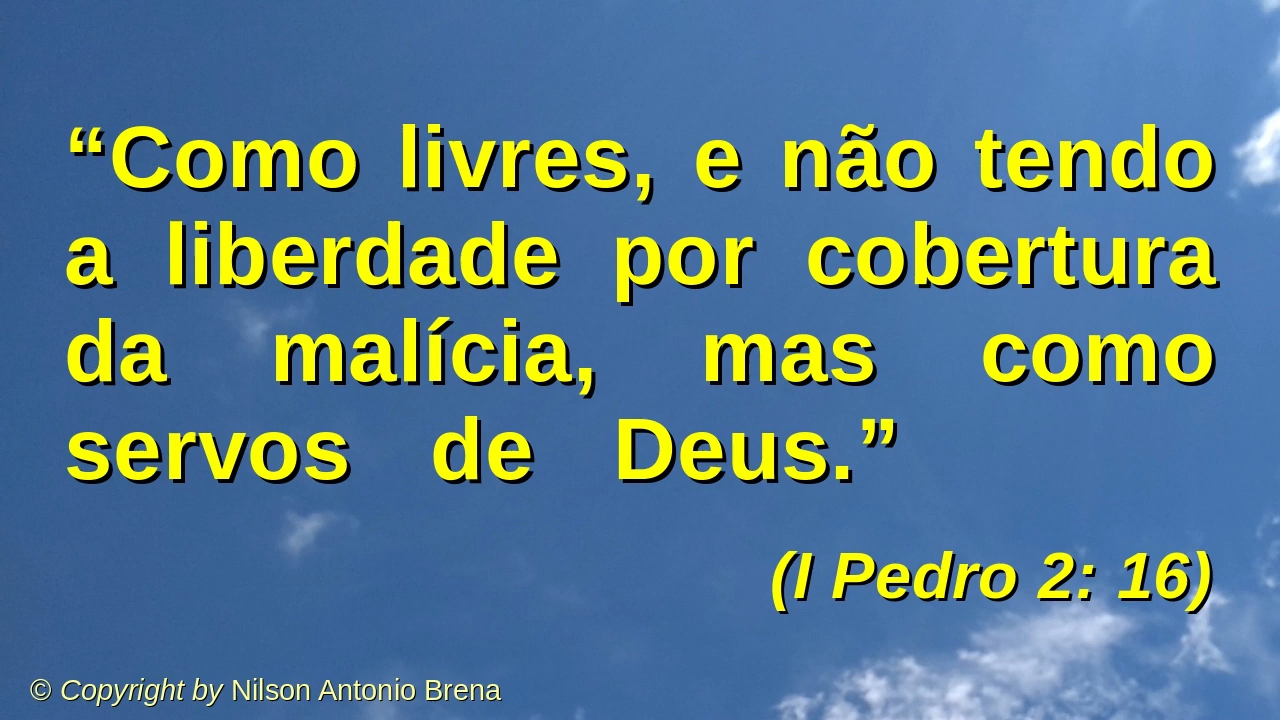 “Como livres, e não tendo
a liberdade por cobertura
da malícia, mas como
servos de Deus.”
(I Pedro 2: 16)
© Copyright by Nilson Antonio Brena